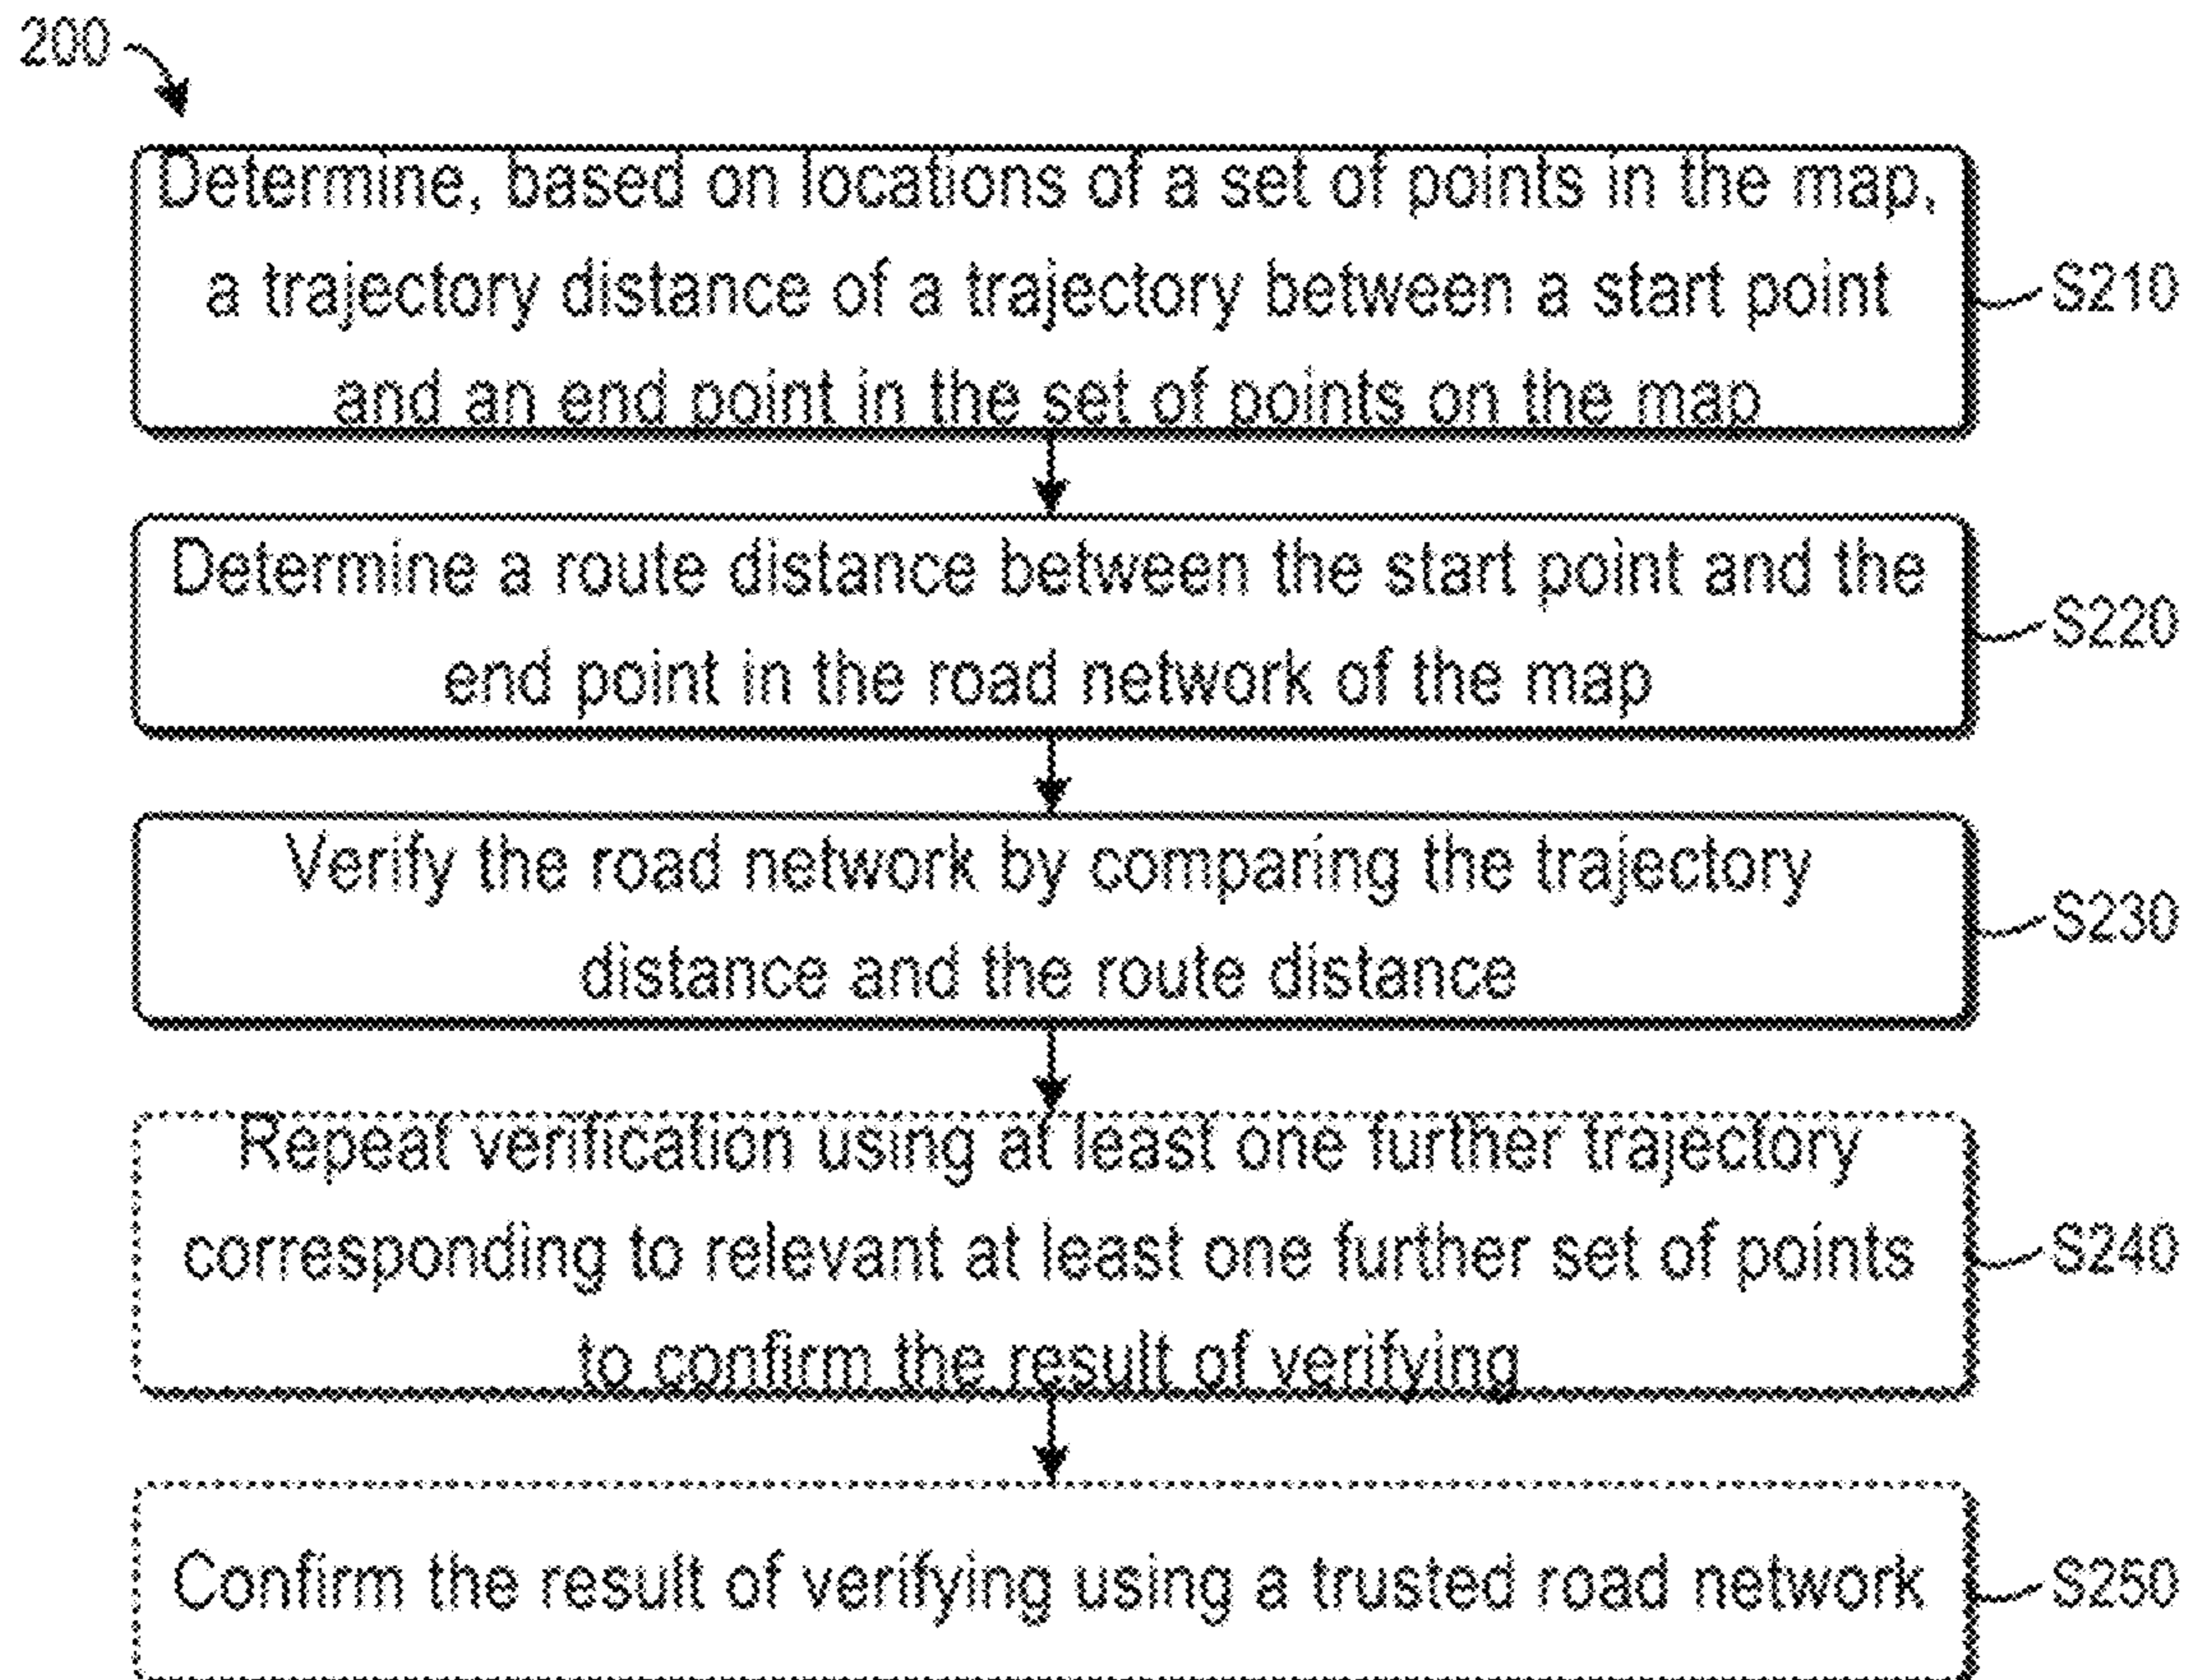 200
Determine, based on locations of a set of points in the map,
a trajectory distance of a trajectory between a start point
and an end point in the set of points on the map
S210
Determine a route distance between the start point and the
end point in the road network of the map
S220
Verify the road network by comparing the trajectory
distance and the route distance
S230
Repeat verification using at least one further trajectory
corresponding to relevant at least one further set of points
to confirm the result of verifying
S240
Confirm the result of verifying using a trusted road network
S250